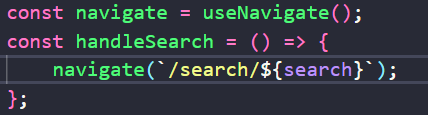 const navigate = useNavigate();
const handleSearch = () => {
    navigate(`/search/${search}`);
};